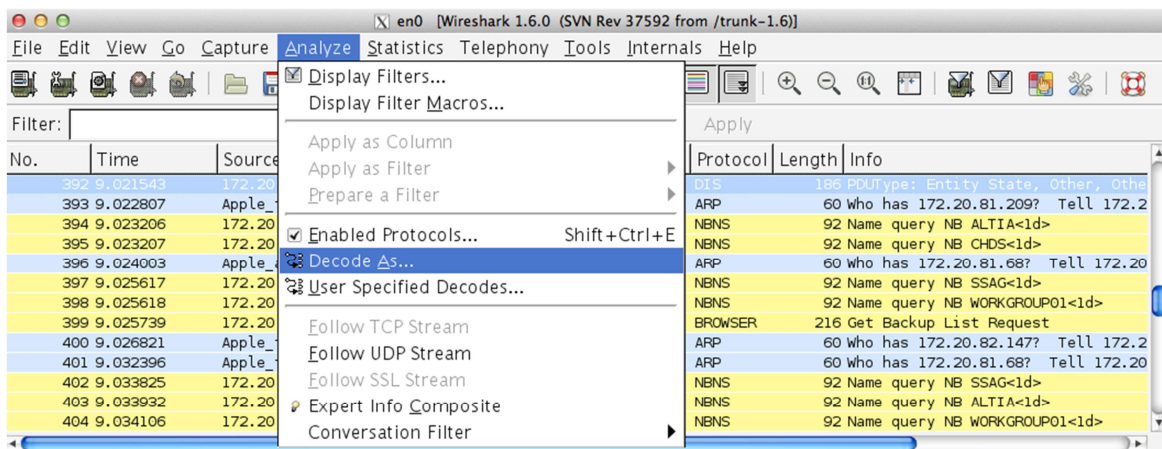 en0 [Wireshark 1.6.0 (SVN Rev 37592 from /trunk-1.6)]
File Edit View Go Capture Analyze Statistics Telephony Tools Internals Help
Display Filters...
Display Filter Macros...
Filter: Apply
Apply as Column
Apply as Filter
Prepare a Filter
Enabled Protocols... Shift+Ctrl+E
Decode As...
User Specified Decodes...
Follow TCP Stream
Follow UDP Stream
Follow SSL Stream
Expert Info Composite
Conversation Filter
No. Time Source Protocol Length Info
392 9.021543 172.20 DIS 186 PDUType: Entity State, Other, Othe
393 9.022807 Apple_ ARP 60 Who has 172.20.81.209? Tell 172.2
394 9.023206 172.20 NBNS 92 Name query NB ALTIA<1d>
395 9.023207 172.20 NBNS 92 Name query NB CHDS<1d>
396 9.024003 Apple_ ARP 60 Who has 172.20.81.68? Tell 172.20
397 9.025617 172.20 NBNS 92 Name query NB SSAG<1d>
398 9.025618 172.20 NBNS 92 Name query NB WORKGROUP01<1d>
399 9.025739 172.20 BROWSER 216 Get Backup List Request
400 9.026821 Apple_ ARP 60 Who has 172.20.82.147? Tell 172.2
401 9.032396 Apple_ ARP 60 Who has 172.20.81.68? Tell 172.20
402 9.033825 172.20 NBNS 92 Name query NB SSAG<1d>
403 9.033932 172.20 NBNS 92 Name query NB ALTIA<1d>
404 9.034106 172.20 NBNS 92 Name query NB WORKGROUP01<1d>